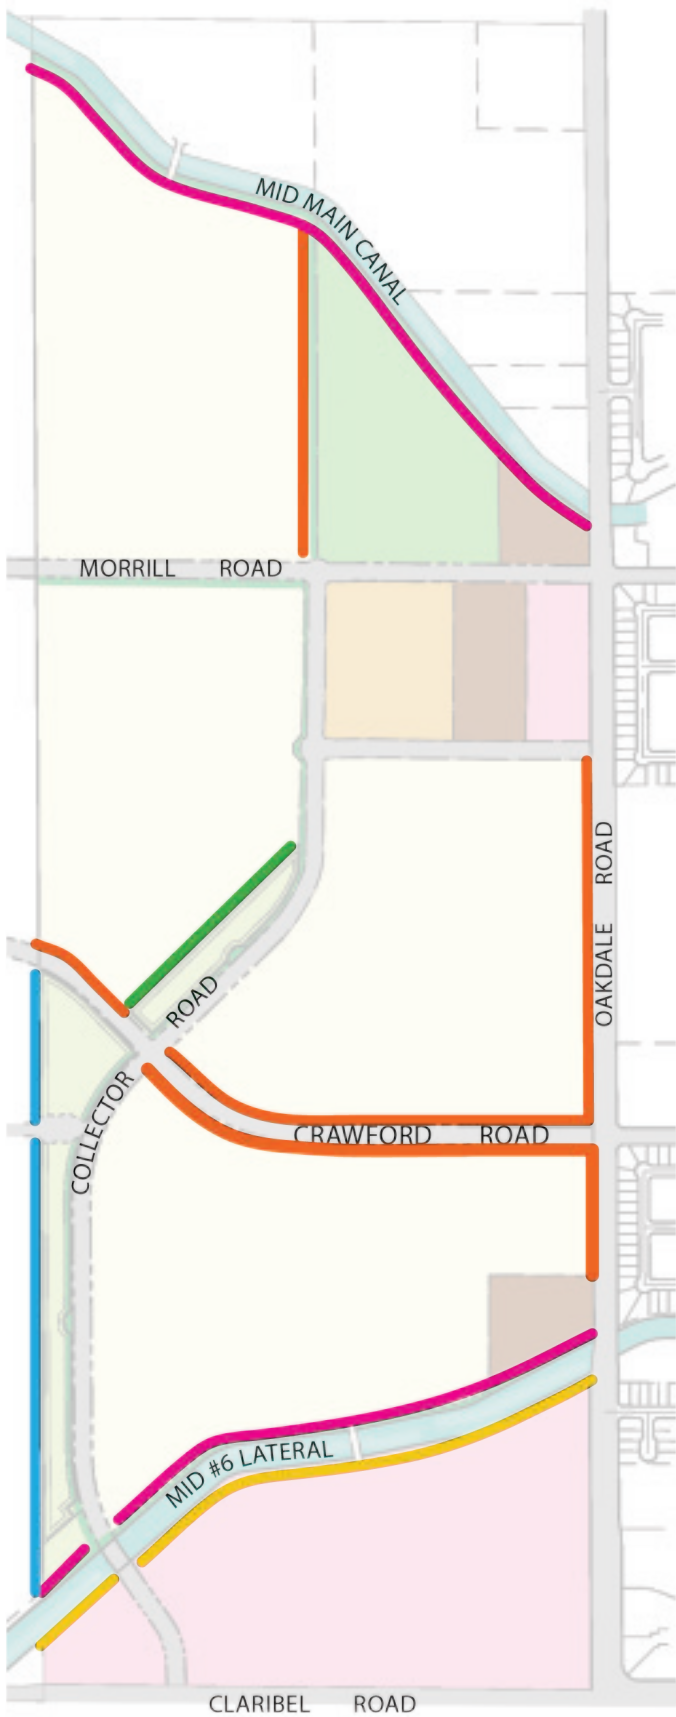 MID MAIN CANAL
MORRILL ROAD
OAKDALE ROAD
COLLECTOR ROAD
CRAWFORD ROAD
MID #6 LATERAL
CLARIBEL ROAD